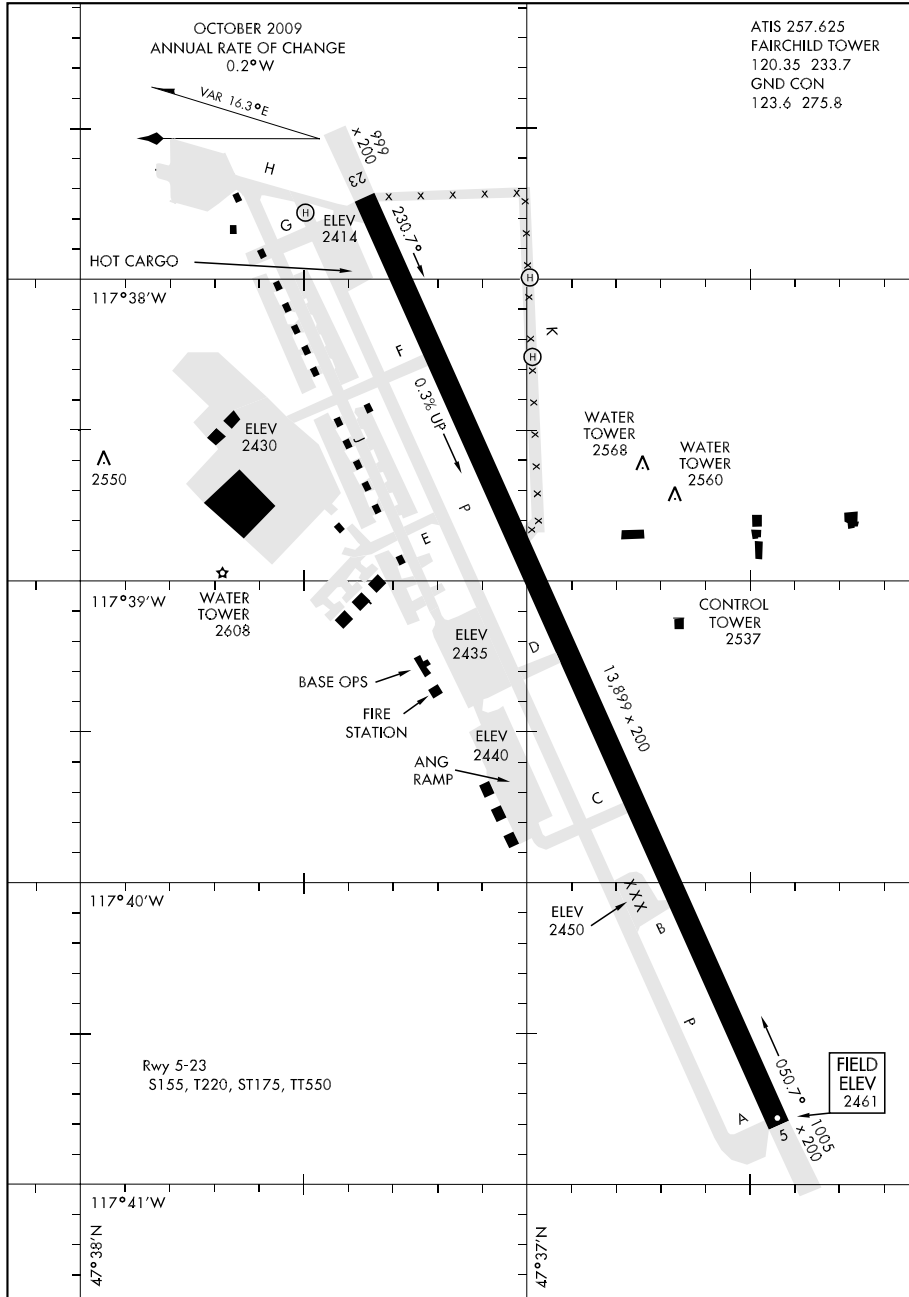 OCTOBER 2009
ANNUAL RATE OF CHANGE
0.2°W
VAR 16.3°E
ATIS 257.625
FAIRCHILD TOWER
120.35 233.7
GND CON
123.6 275.8
999
x 200
23
H
G
H
ELEV
2414
230.7°
HOT CARGO
H
117°38'W
K
F
H
0.3% UP
ELEV
2430
J
WATER
TOWER
2568
WATER
TOWER
2560
2550
P
E
117°39'W
WATER
TOWER
2608
CONTROL
TOWER
2537
ELEV
2435
D
BASE OPS
13,899 x 200
FIRE
STATION
ELEV
2440
ANG
RAMP
C
117°40'W
ELEV
2450
B
P
Rwy 5-23
S155, T220, ST175, TT550
050.7°
FIELD
ELEV
2461
A
5
1005
x 200
117°41'W
47°38'N
47°37'N